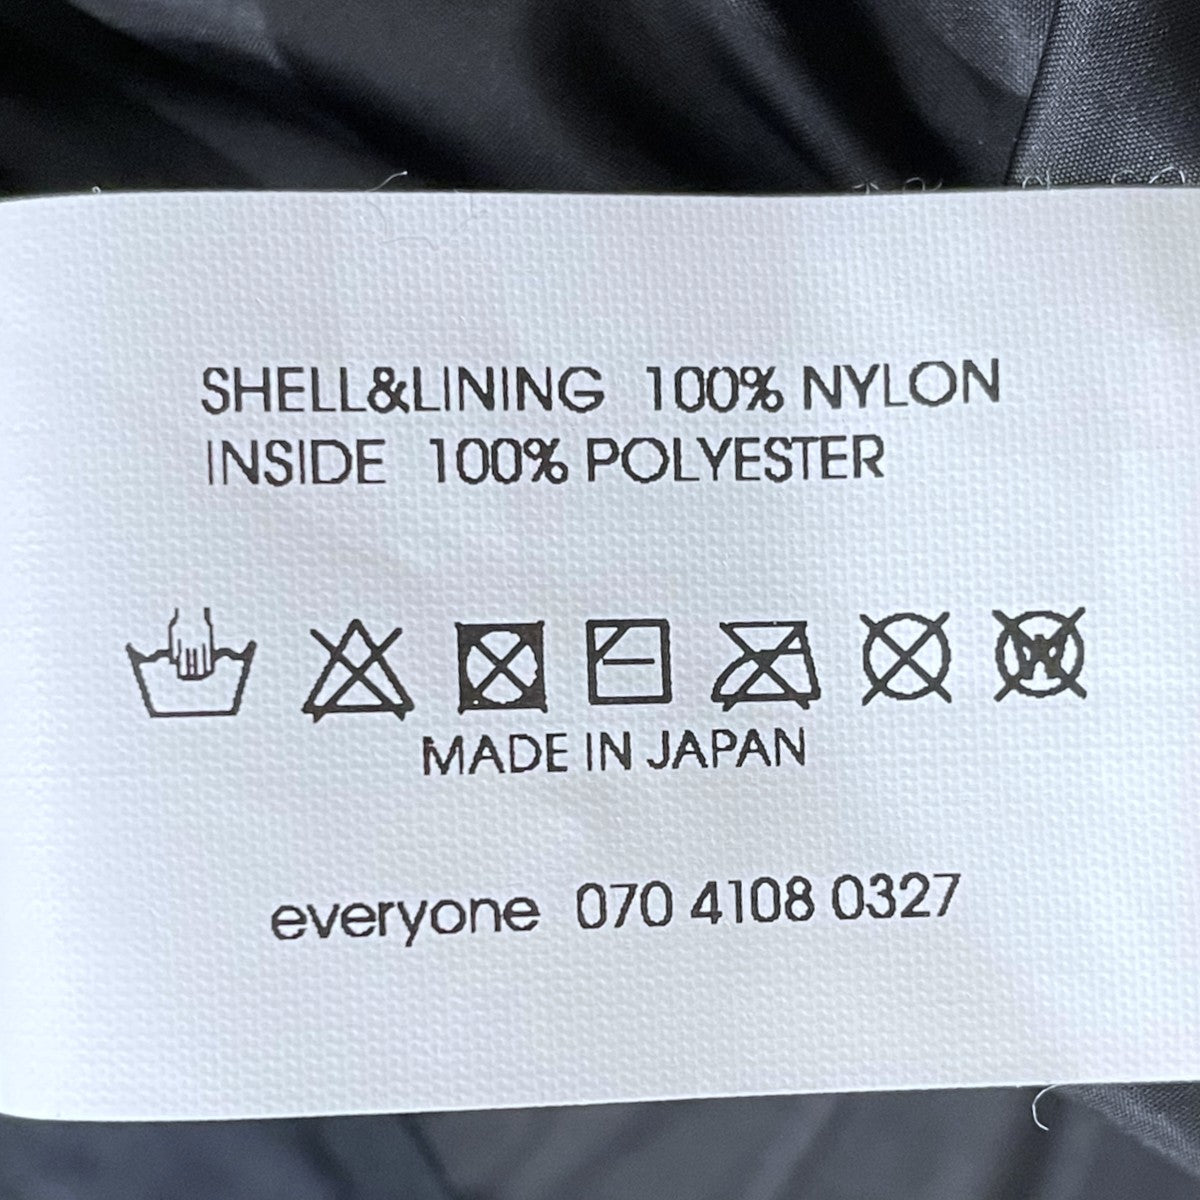 SHELL&LINING 100% NYLON
INSIDE 100% POLYESTER
W
MADE IN JAPAN
everyone 070 4108 0327